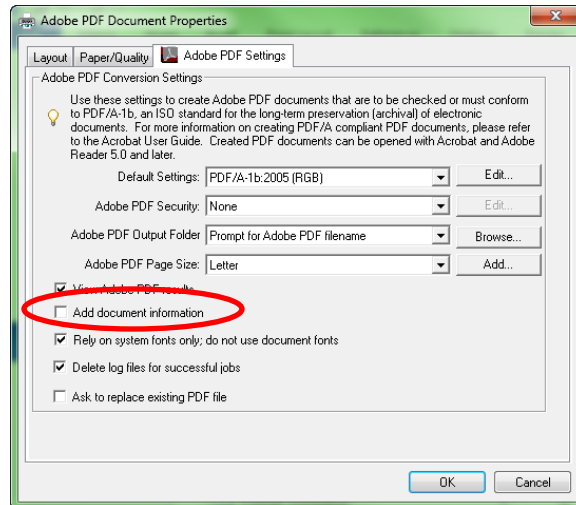 Adobe PDF Document Properties
Layout Paper/Quality Adobe PDF Settings
Adobe PDF Conversion Settings
Use these settings to create Adobe PDF documents that are to be checked or must conform
to PDF/A-1b, an ISO standard for the long-term preservation (archival) of electronic
documents. For more information on creating PDF/A compliant PDF documents, please refer
to the Acrobat User Guide. Created PDF documents can be opened with Acrobat and Adobe
Reader 5.0 and later.
Default Settings: PDF/A-1b:2005 (RGB) Edit...
Adobe PDF Security: None Edit...
Adobe PDF Output Folder Prompt for Adobe PDF filename Browse...
Adobe PDF Page Size: Letter Add...
View Adobe PDF results
Add document information
Rely on system fonts only; do not use document fonts
Delete log files for successful jobs
Ask to replace existing PDF file
OK Cancel